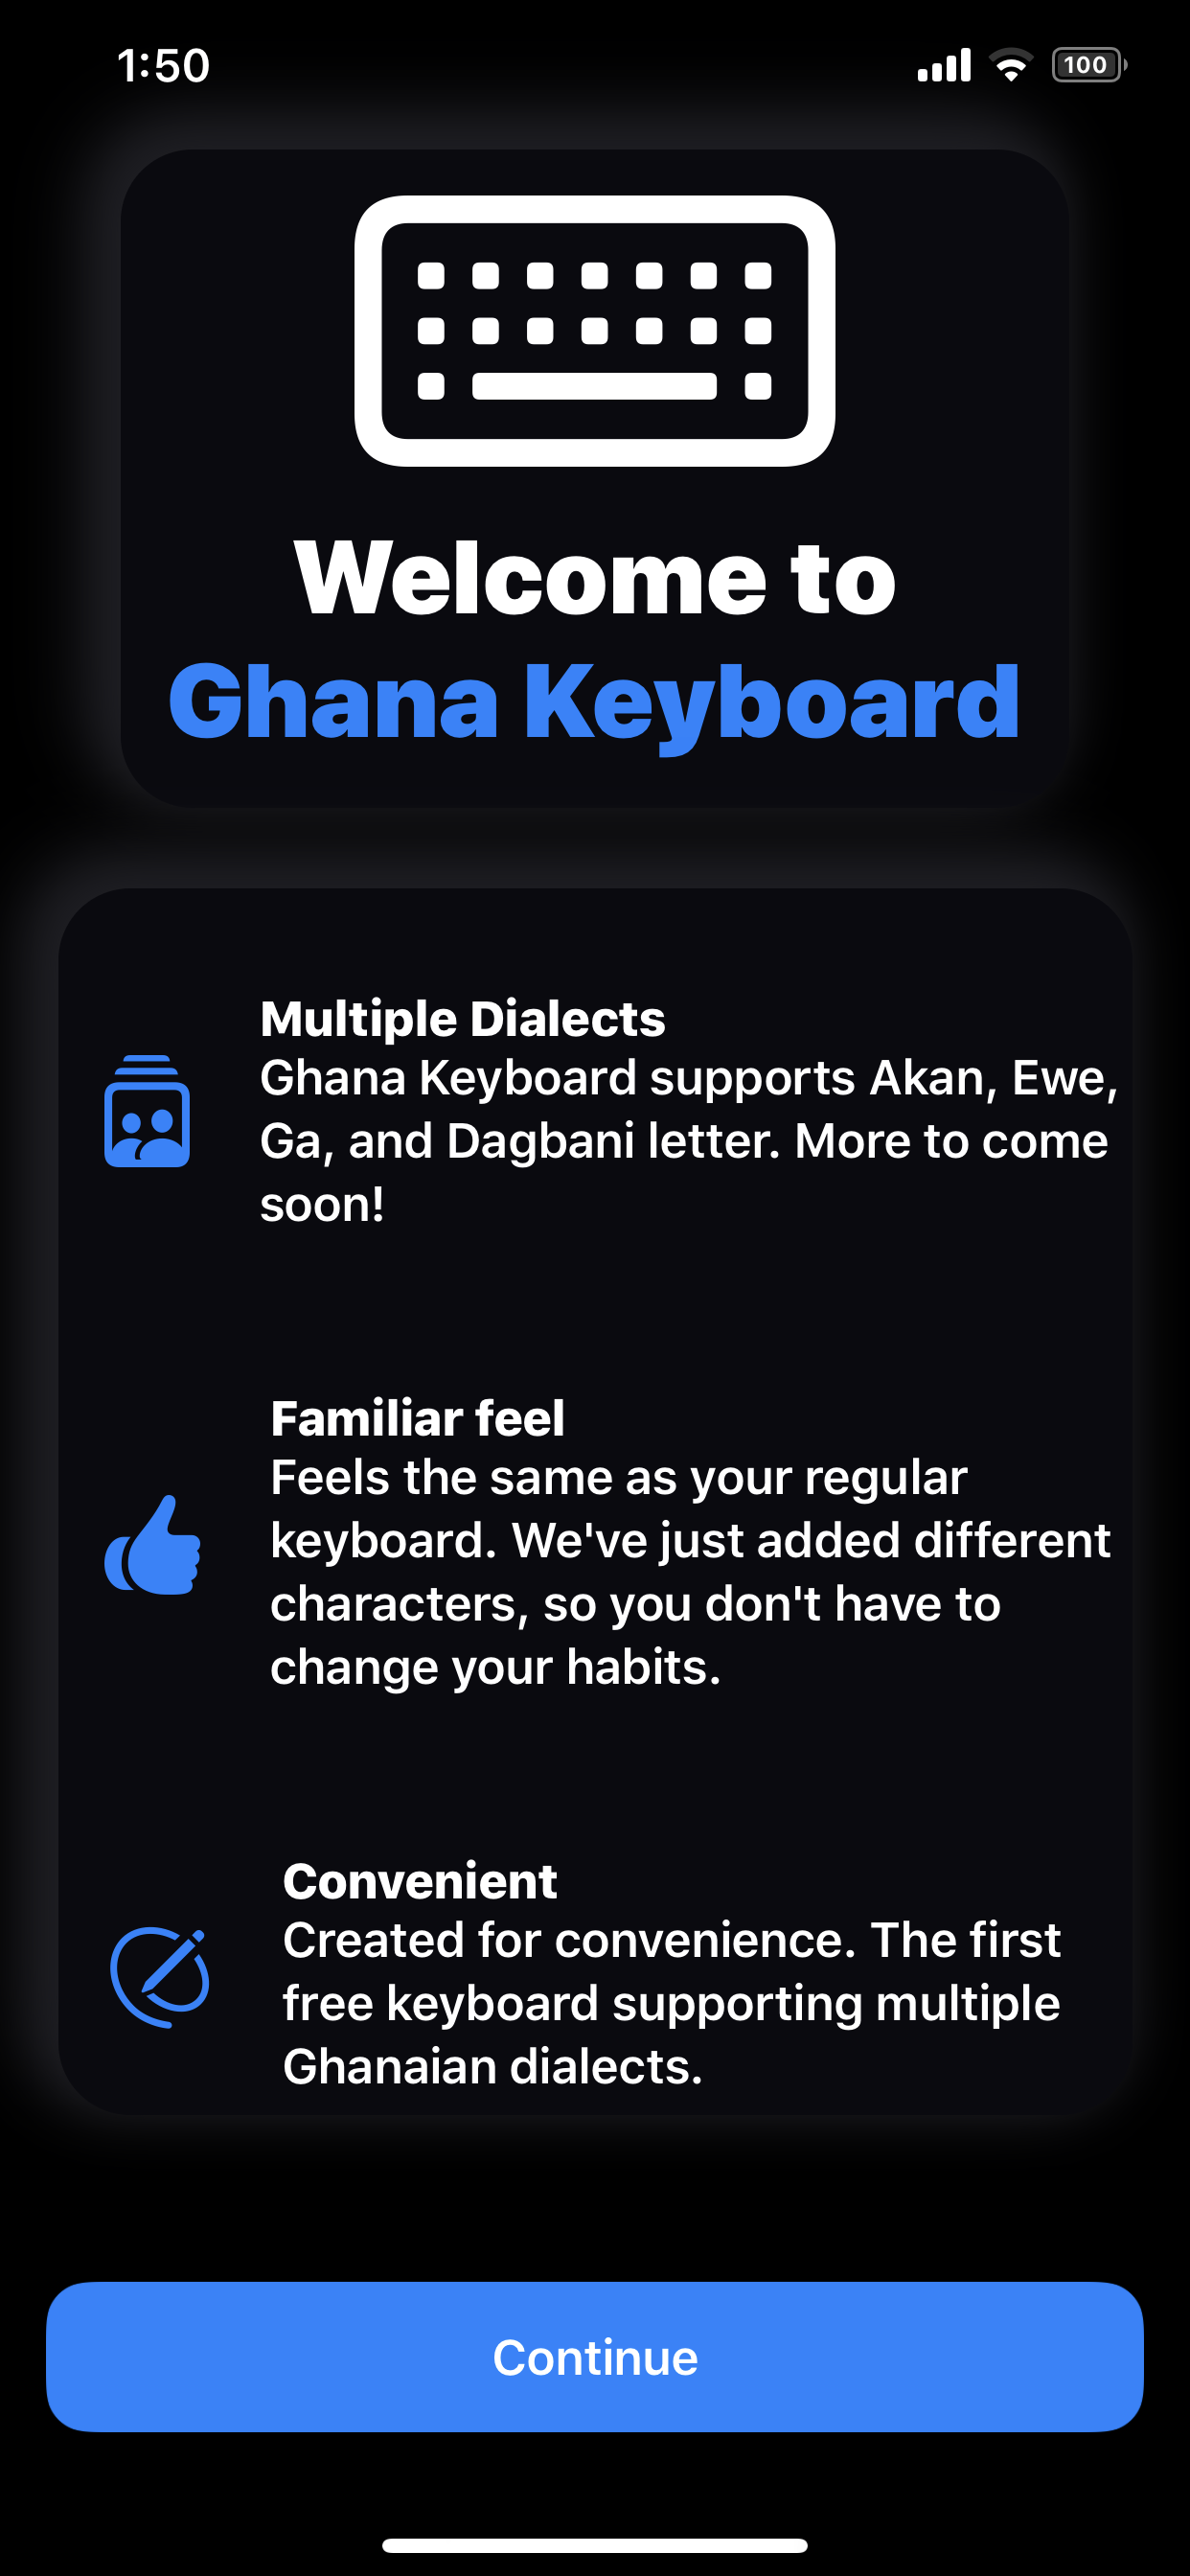 1:50
100
Welcome to
Ghana Keyboard
Multiple Dialects
Ghana Keyboard supports Akan, Ewe,
Ga, and Dagbani letter. More to come
soon!
Familiar feel
Feels the same as your regular
keyboard. We've just added different
characters, so you don't have to
change your habits.
Convenient
Created for convenience. The first
free keyboard supporting multiple
Ghanaian dialects.
Continue